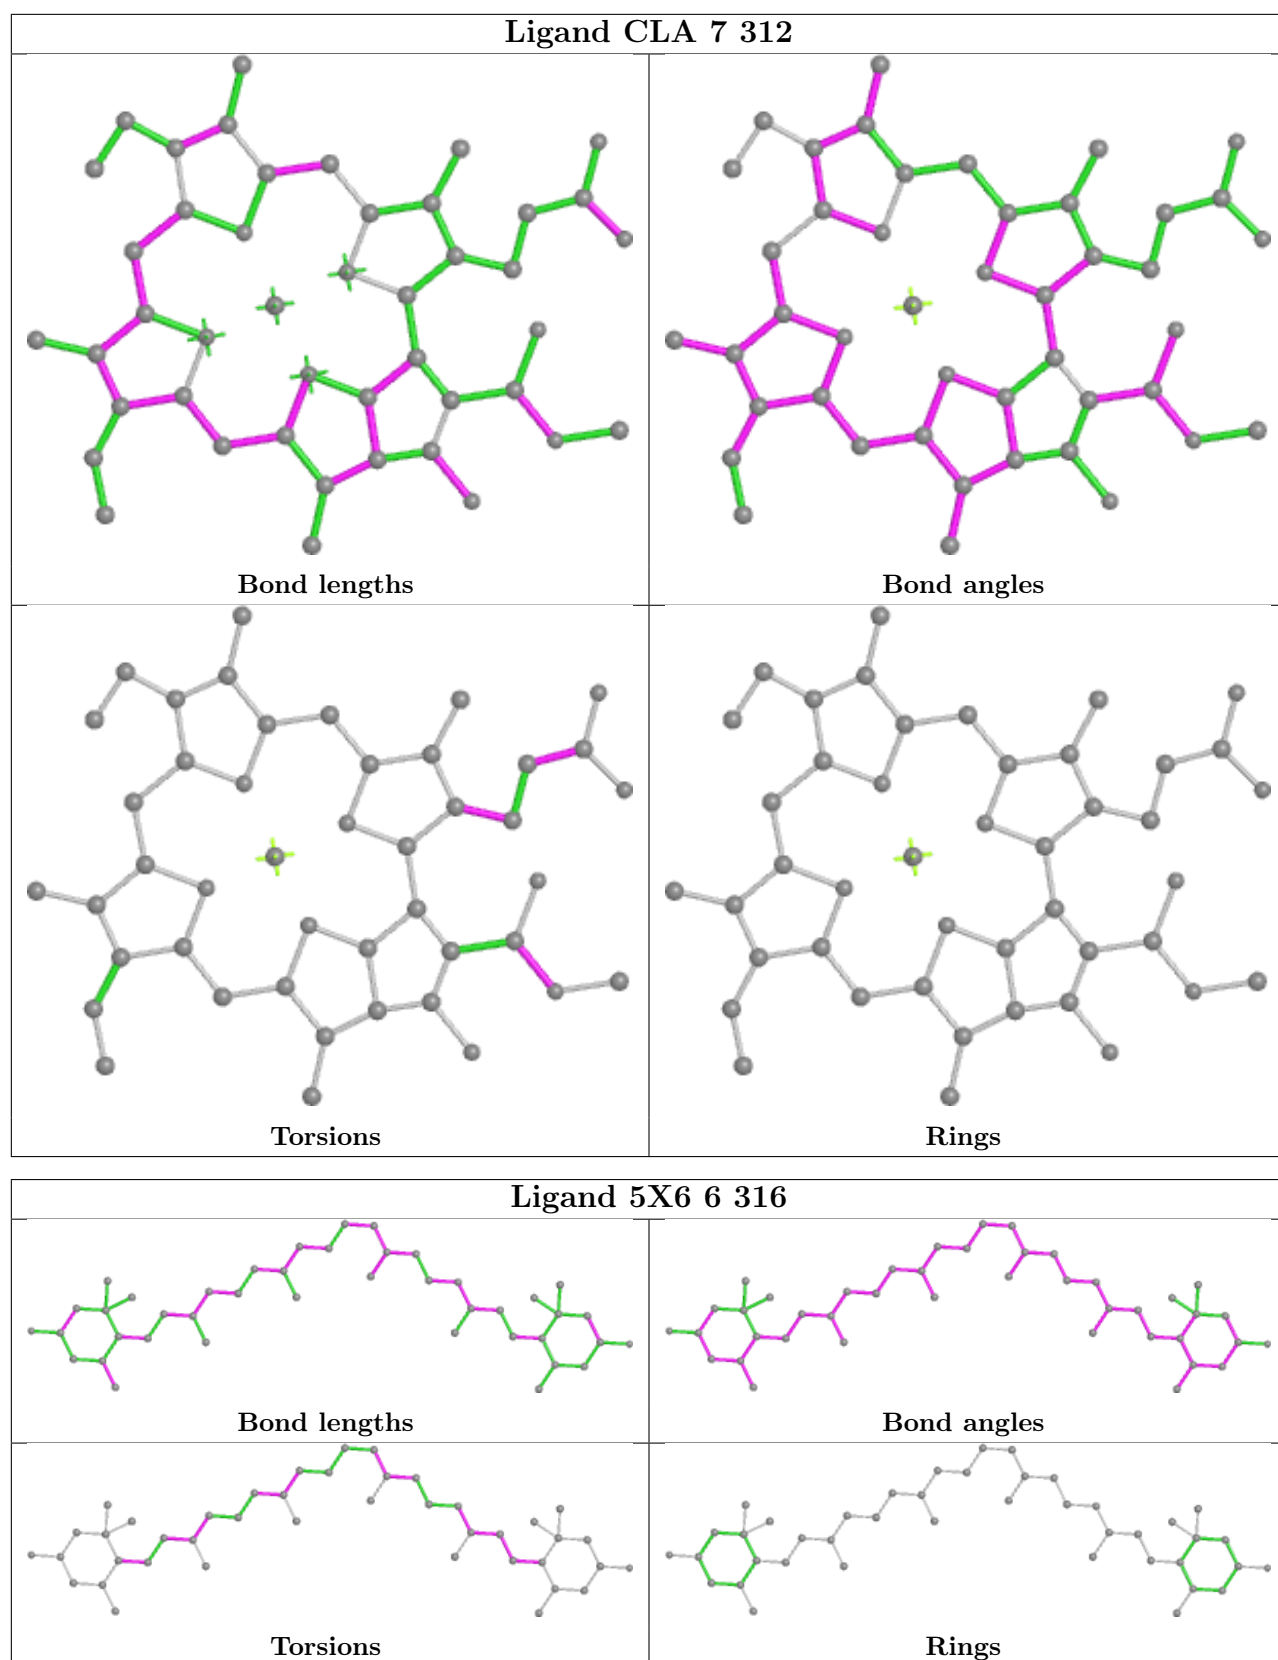 Ligand CLA 7 312
Bond lengths
Bond angles
Torsions
Rings
Ligand 5X6 6 316
Bond lengths
Bond angles
Torsions
Rings